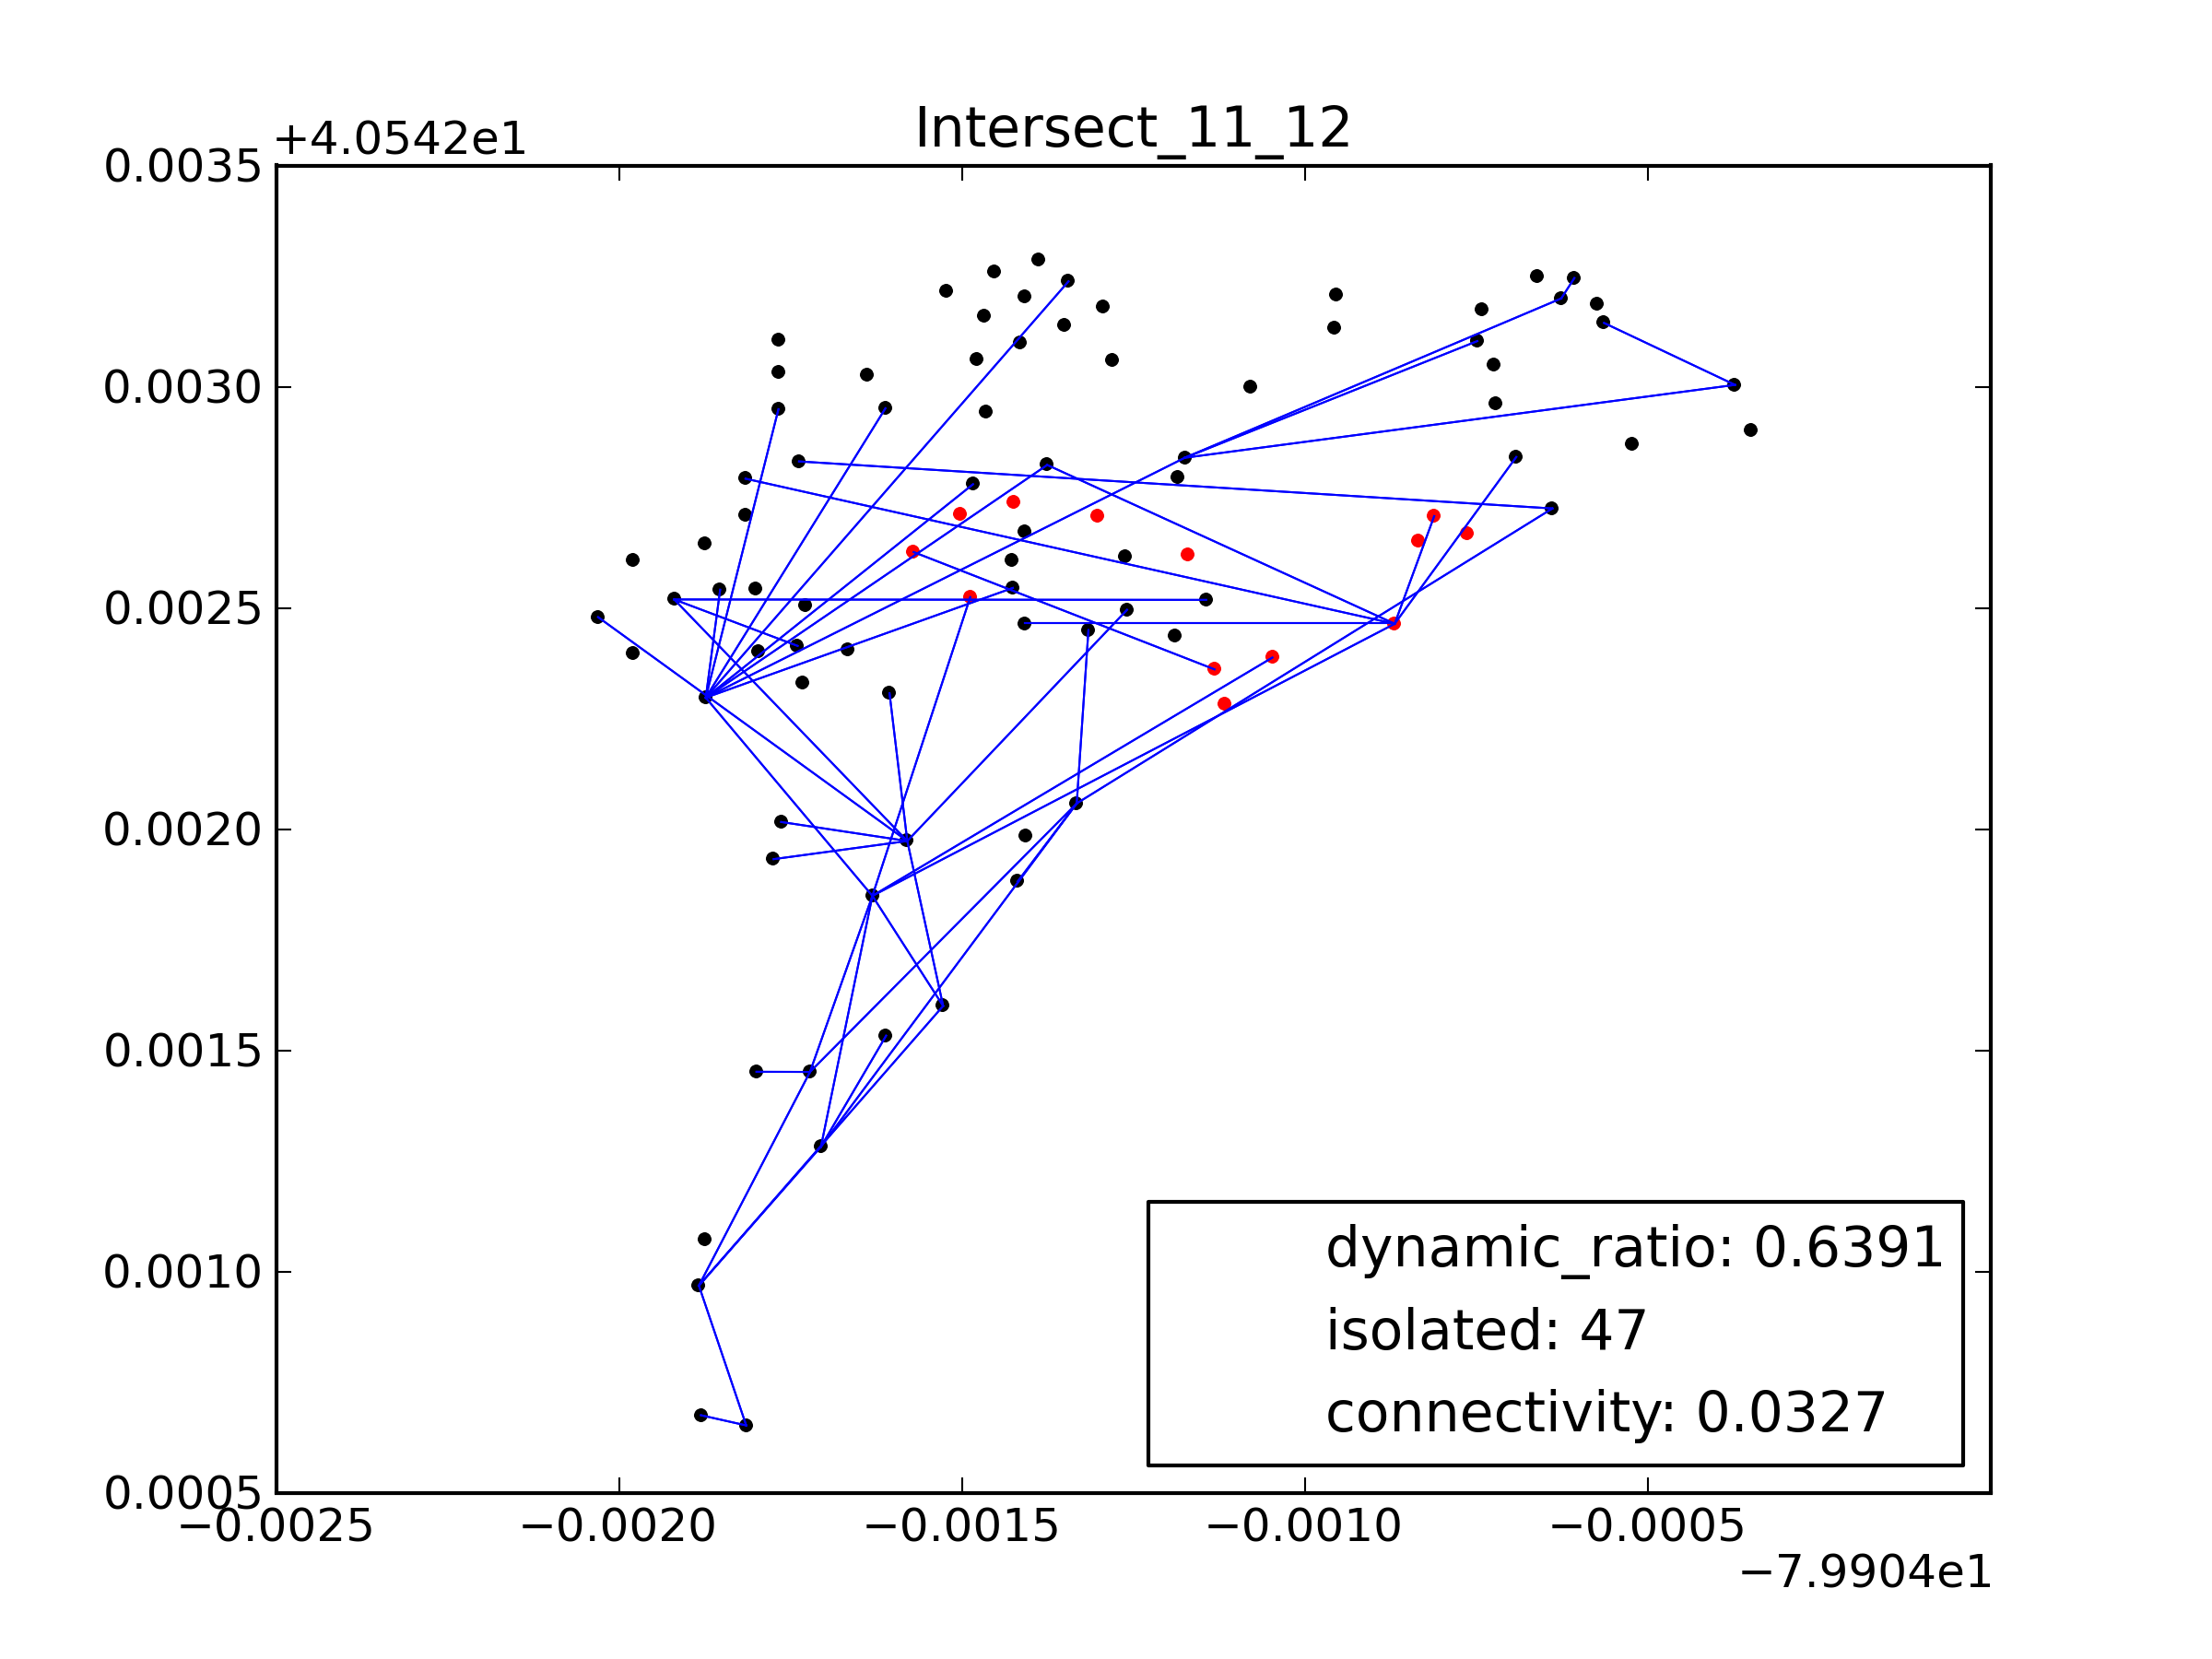 Intersect_11_12
+4.0542e1
0.0035
0.0030
0.0025
0.0020
0.0015
0.0010
0.0005
−0.0025 −0.0020 −0.0015 −0.0010 −0.0005
−7.9904e1
dynamic_ratio: 0.6391
isolated: 47
connectivity: 0.0327